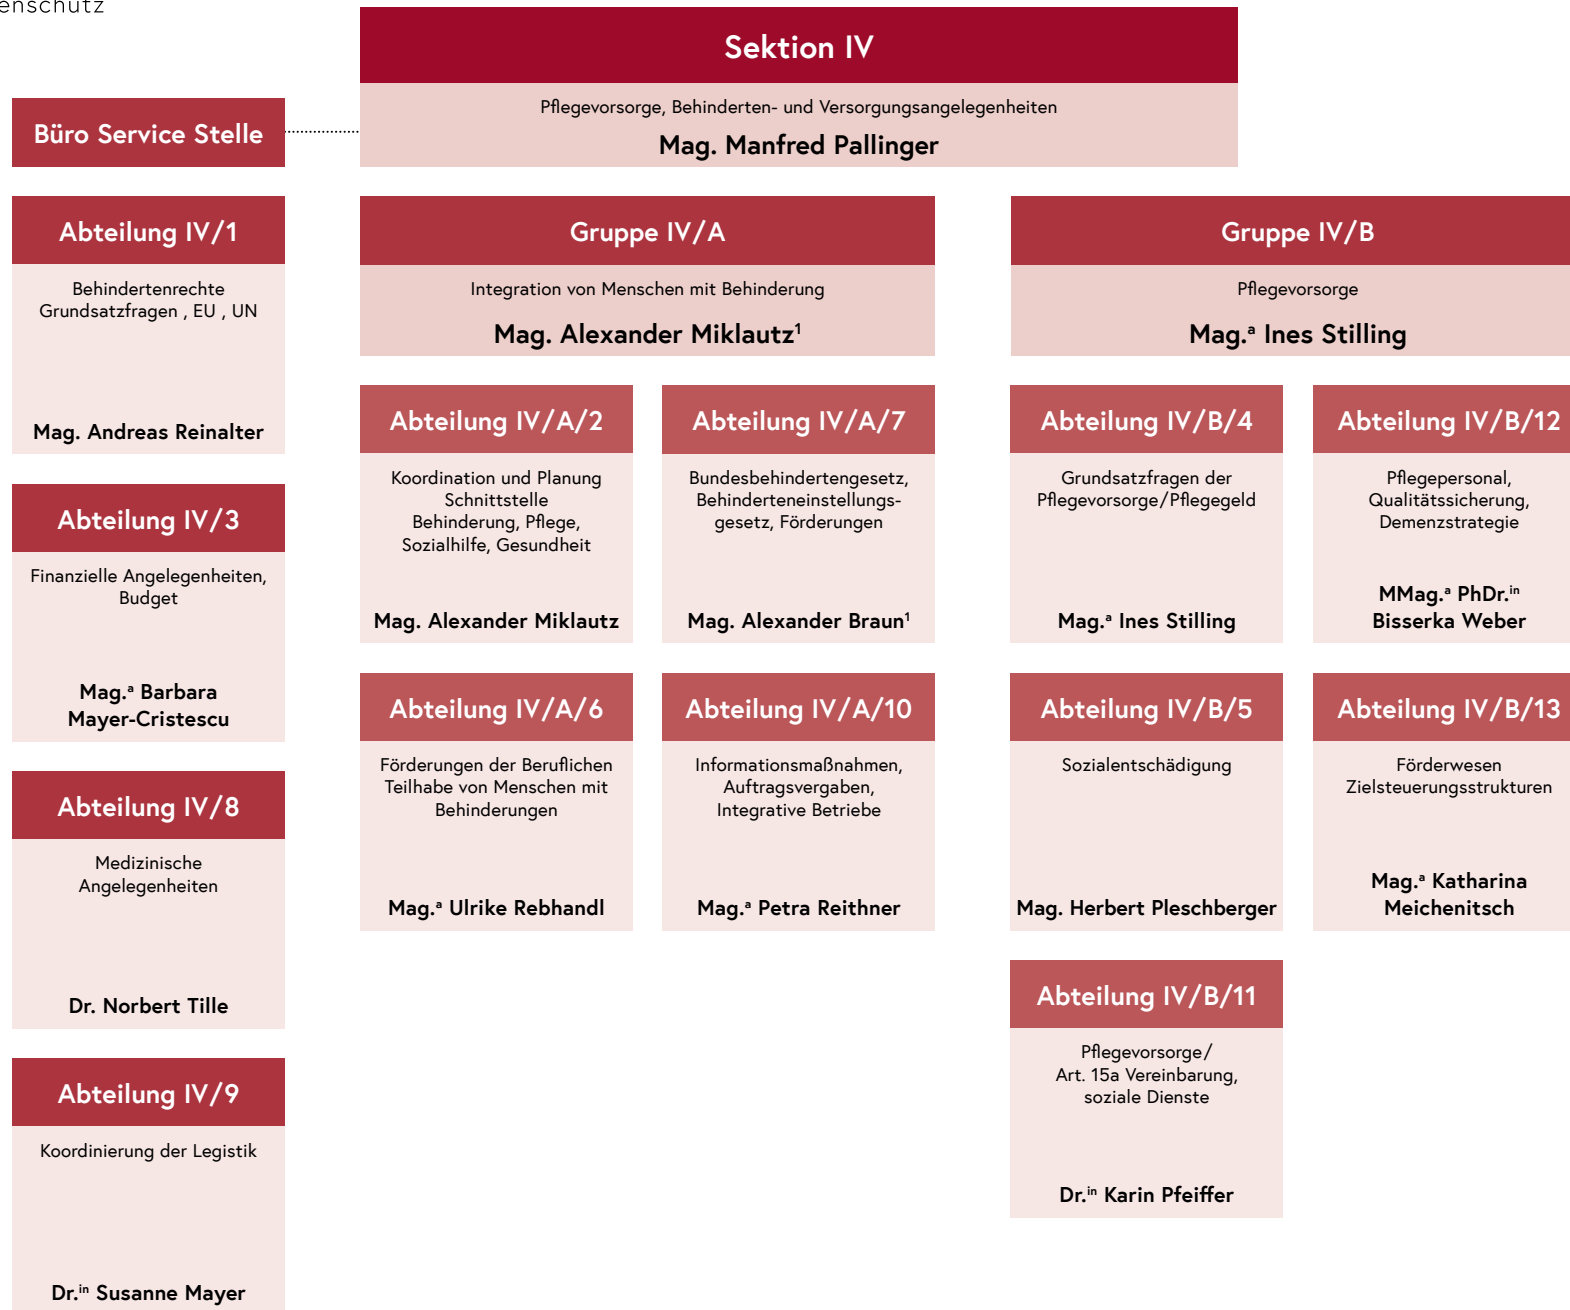 Sektion IV
Pflegevorsorge, Behinderten- und Versorgungsangelegenheiten
Mag. Manfred Pallinger
Büro Service Stelle
Abteilung IV/1
Behindertenrechte
Grundsatzfragen , EU , UN
Mag. Andreas Reinalter
Abteilung IV/3
Finanzielle Angelegenheiten,
Budget
Mag.ᵃ Barbara
Mayer-Cristescu
Abteilung IV/8
Medizinische
Angelegenheiten
Dr. Norbert Tille
Abteilung IV/9
Koordinierung der Legistik
Dr.ⁱⁿ Susanne Mayer
Gruppe IV/A
Integration von Menschen mit Behinderung
Mag. Alexander Miklautz¹
Abteilung IV/A/2
Koordination und Planung
Schnittstelle
Behinderung, Pflege,
Sozialhilfe, Gesundheit
Mag. Alexander Miklautz
Abteilung IV/A/7
Bundesbehindertengesetz,
Behinderteneinstellungs-
gesetz, Förderungen
Mag. Alexander Braun¹
Abteilung IV/A/6
Förderungen der Beruflichen
Teilhabe von Menschen mit
Behinderungen
Mag.ᵃ Ulrike Rebhandl
Abteilung IV/A/10
Informationsmaßnahmen,
Auftragsvergaben,
Integrative Betriebe
Mag.ᵃ Petra Reithner
Gruppe IV/B
Pflegevorsorge
Mag.ᵃ Ines Stilling
Abteilung IV/B/4
Grundsatzfragen der
Pflegevorsorge/Pflegegeld
Mag.ᵃ Ines Stilling
Abteilung IV/B/12
Pflegepersonal,
Qualitätssicherung,
Demenzstrategie
MMag.ᵃ PhDr.ⁱⁿ
Bisserka Weber
Abteilung IV/B/5
Sozialentschädigung
Mag. Herbert Pleschberger
Abteilung IV/B/13
Förderwesen
Zielsteuerungsstrukturen
Mag.ᵃ Katharina
Meichenitsch
Abteilung IV/B/11
Pflegevorsorge/
Art. 15a Vereinbarung,
soziale Dienste
Dr.ⁱⁿ Karin Pfeiffer